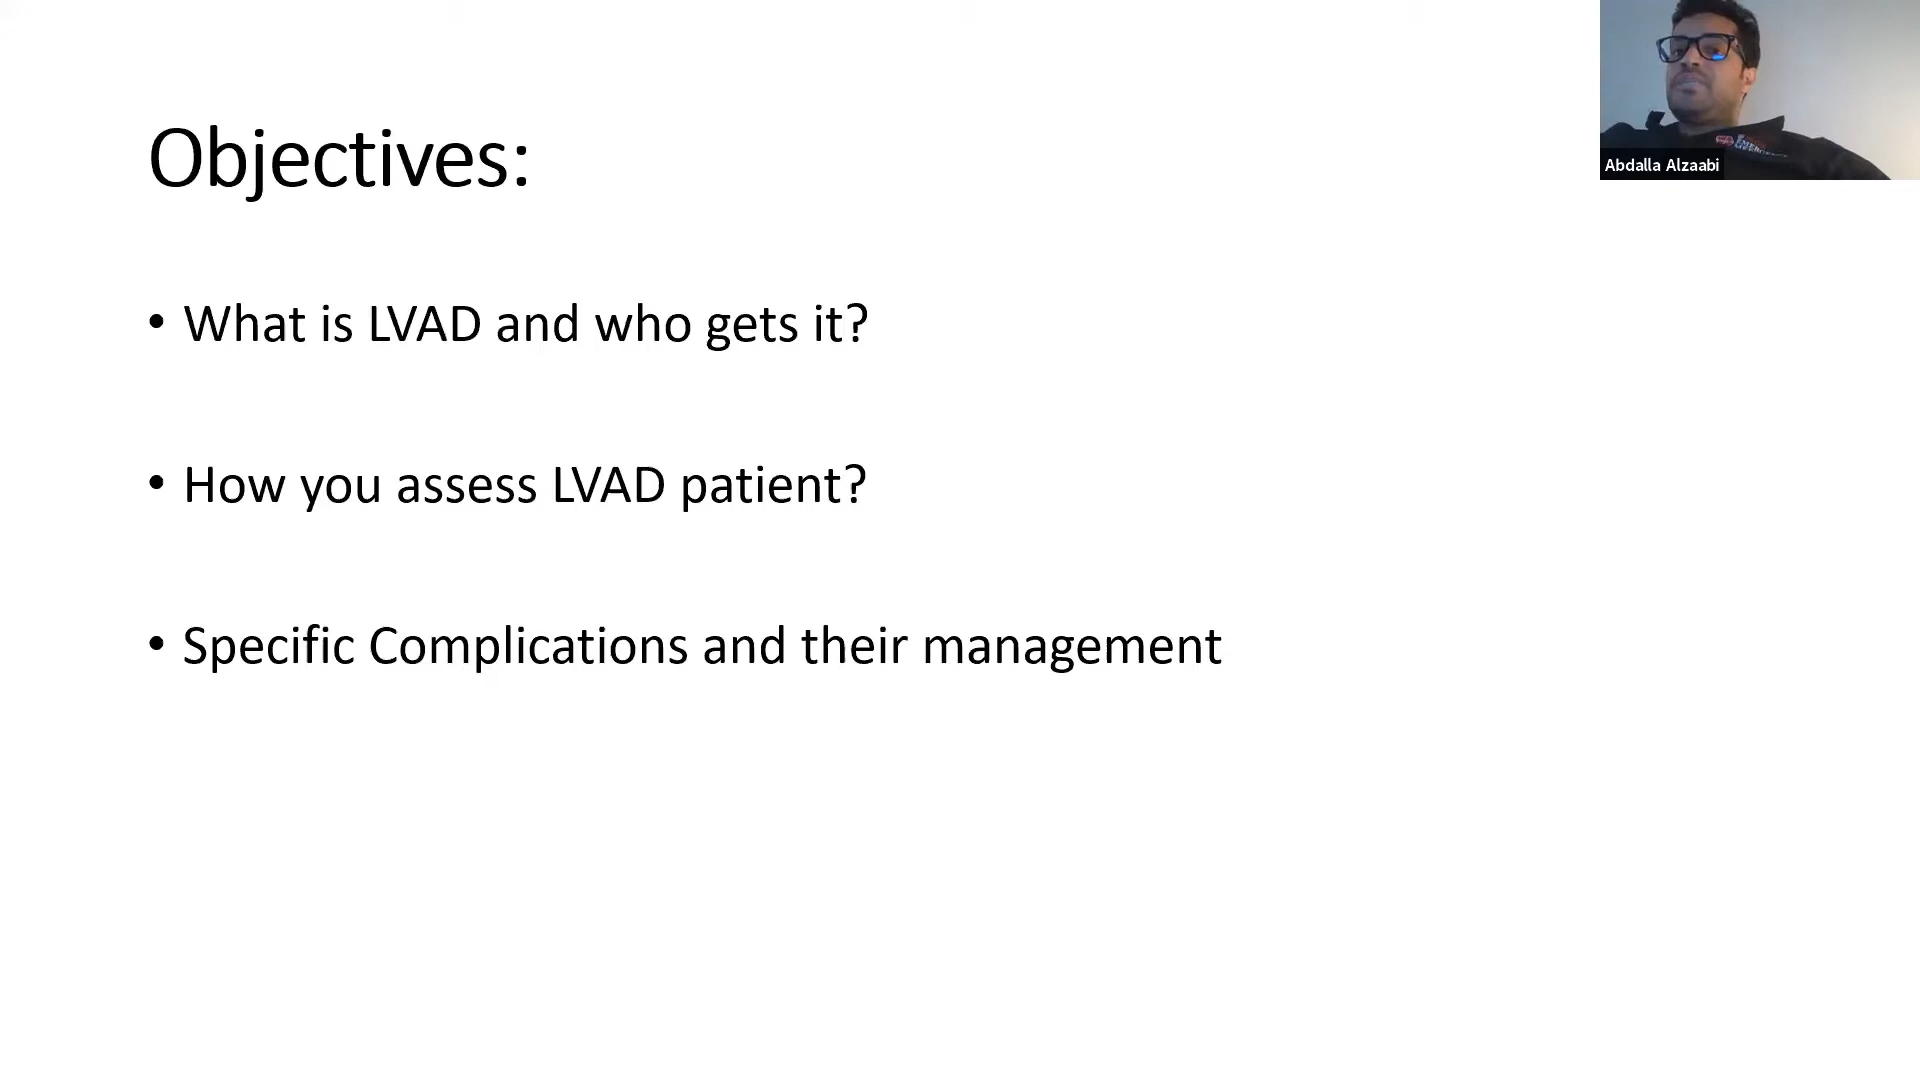 Objectives:
• What is LVAD and who gets it?
• How you assess LVAD patient?
• Specific Complications and their management
Abdalla Alzaabi